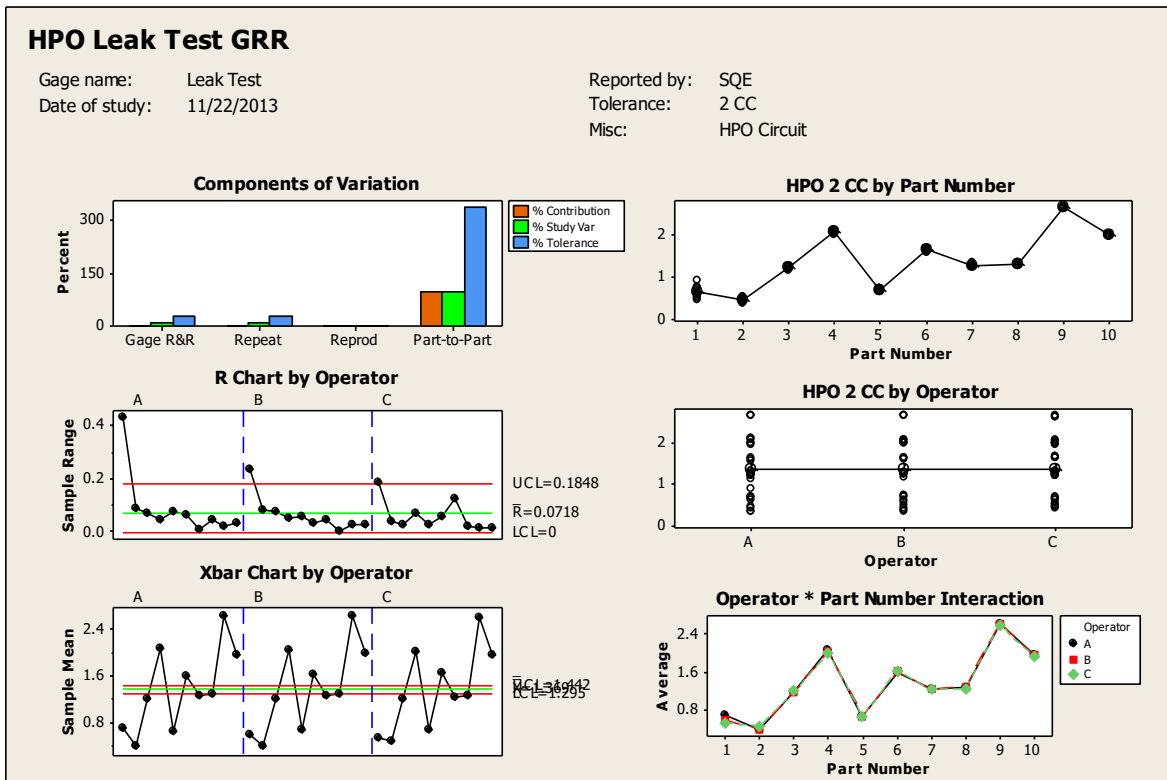 HPO Leak Test GRR
Gage name: Leak Test
Date of study: 11/22/2013
Reported by: SQE
Tolerance: 2 CC
Misc: HPO Circuit
Components of Variation
Percent
300
150
0
Gage R&R Repeat Reprod Part-to-Part
% Contribution
% Study Var
% Tolerance
R Chart by Operator
A B C
Sample Range
0.4
0.2
0.0
UCL=0.1848
R̅=0.0718
LCL=0
Xbar Chart by Operator
A B C
Sample Mean
2.4
1.6
0.8
HPO 2 CC by Part Number
2
1
0
1 2 3 4 5 6 7 8 9 10
Part Number
HPO 2 CC by Operator
2
1
0
A B C
Operator
Operator * Part Number Interaction
Average
2.4
1.6
0.8
1 2 3 4 5 6 7 8 9 10
Part Number
Operator
A
B
C